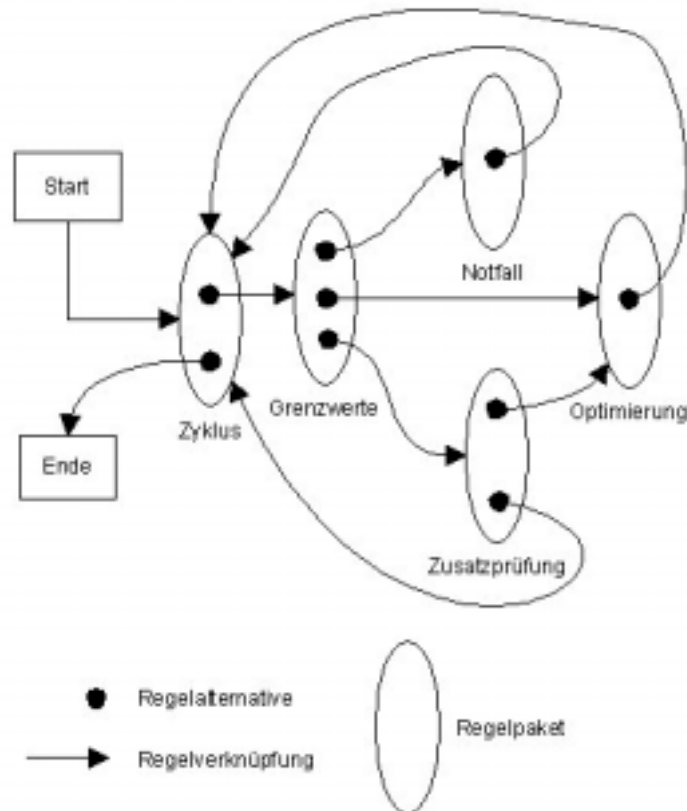 Start
Notfall
Grenzwerte
Optimierung
Zyklus
Ende
Zusatzprüfung
Regelalternative
Regelpaket
Regelverknüpfung